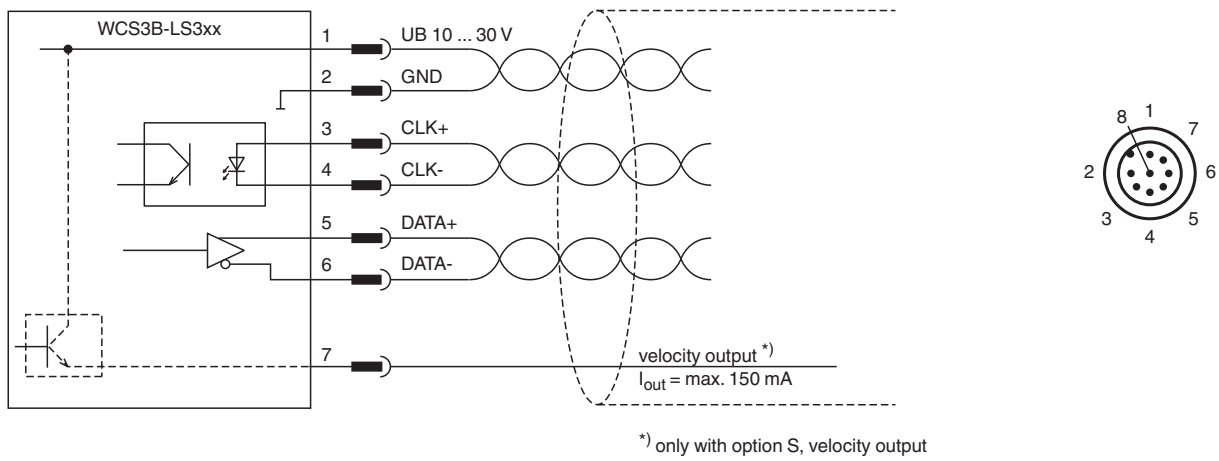 WCS3B-LS3xx
1 UB 10 ... 30 V
2 GND
3 CLK+
4 CLK-
5 DATA+
6 DATA-
7 velocity output *)
Iout = max. 150 mA
*) only with option S, velocity output
8 1 7
2 6
3 5
4